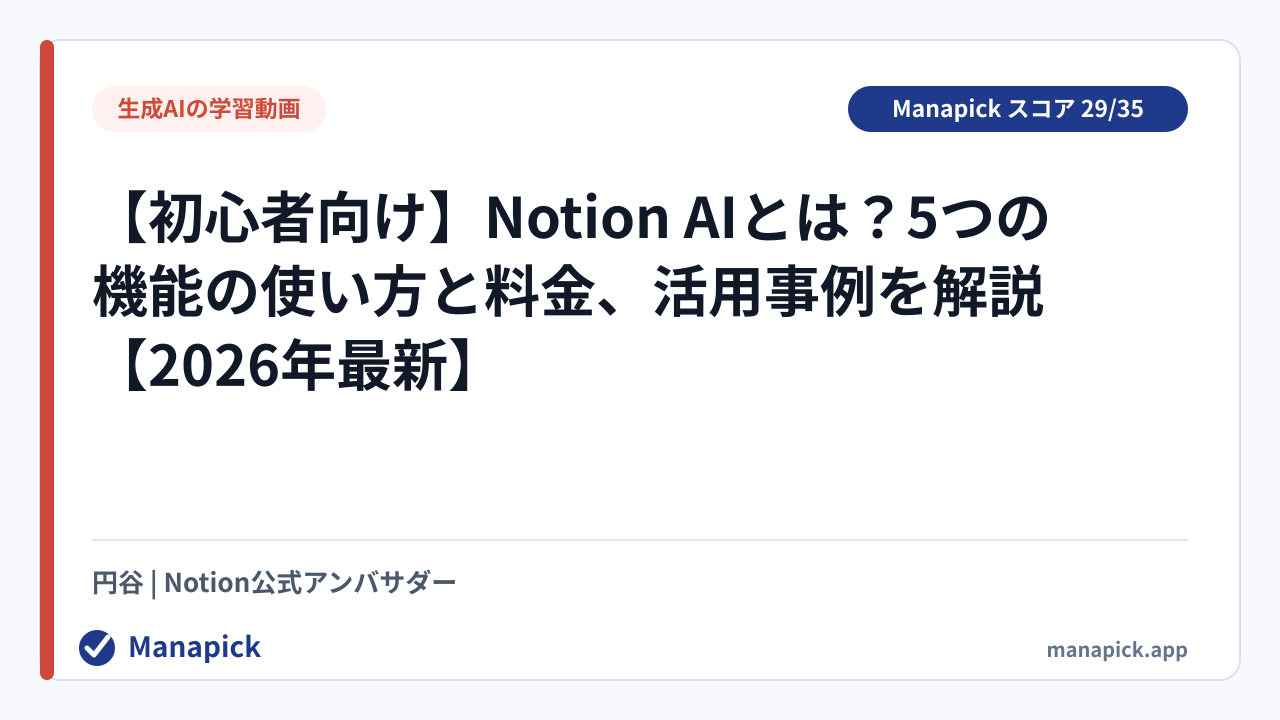 生成AIの学習動画
Manapick スコア 29/35
【初心者向け】Notion AIとは？5つの
機能の使い方と料金、活用事例を解説
【2026年最新】
円谷 | Notion公式アンバサダー
Manapick
manapick.app